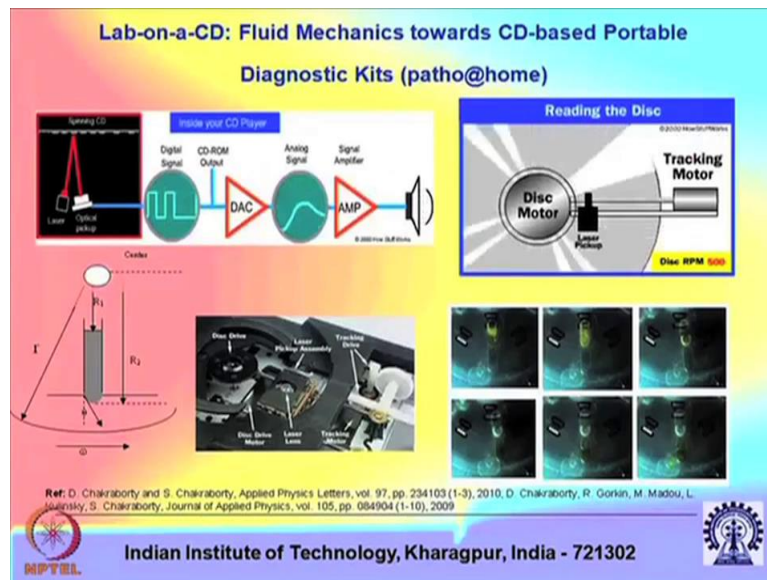 Lab-on-a-CD: Fluid Mechanics towards CD-based Portable
Diagnostic Kits (patho@home)
Spinning CD
Laser
Optical
pickup
Inside your CD Player
Digital
Signal
CD-ROM
Output
DAC
Analog
Signal
Signal
Amplifier
AMP
Reading the Disc
Disc
Motor
Laser
Pickup
Tracking
Motor
Disc RPM 500
Center
R1
R2
r
ω
Disc Drive
Laser
Pickup Assembly
Tracking
Drive
Disc Drive
Motor
Laser
Lens
Tracking
Motor
Ref: D. Chakraborty and S. Chakraborty, Applied Physics Letters, vol. 97, pp. 234103 (1-3), 2010, D. Chakraborty, R. Gorkin, M. Madou, L.
Kulinsky, S. Chakraborty, Journal of Applied Physics, vol. 105, pp. 084904 (1-10), 2009
NPTEL
Indian Institute of Technology, Kharagpur, India - 721302